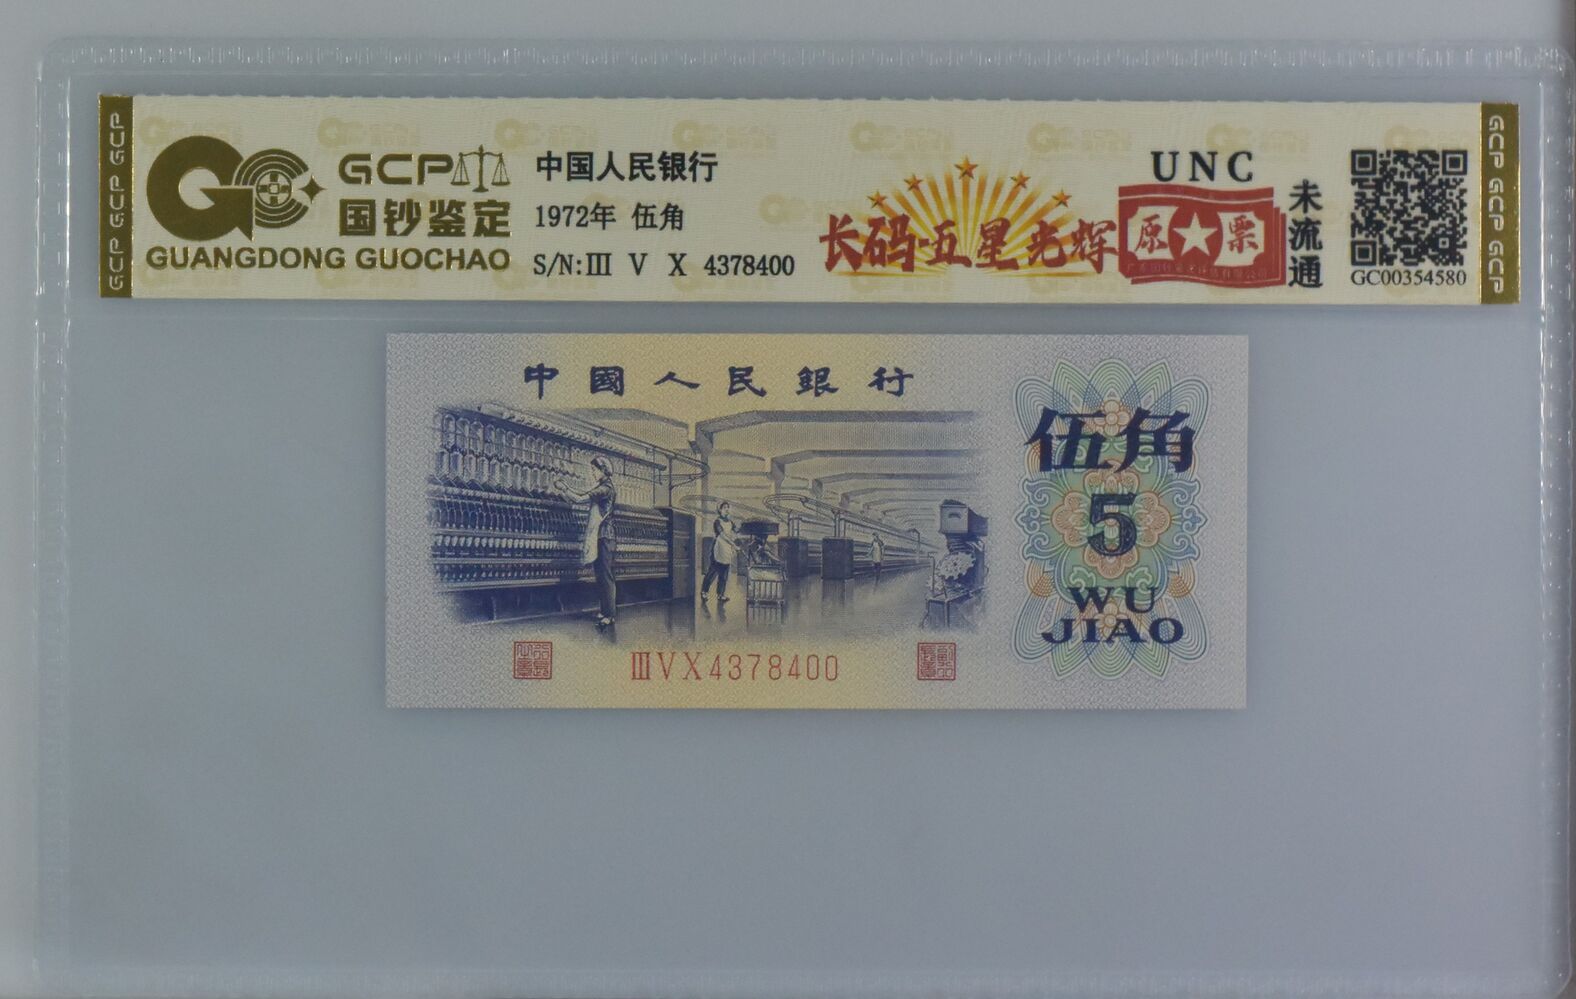 GCP
国钞鉴定
GUANGDONG GUOCHAO
中国人民银行
1972年 伍角
S/N:Ⅲ V X 4378400
长码·五星光辉
UNC
原★票
未流通
GC00354580
GCP GCP GCP
GCP GCP GCP
中國人民銀行
伍角
5
WU
JIAO
ⅢVX4378400